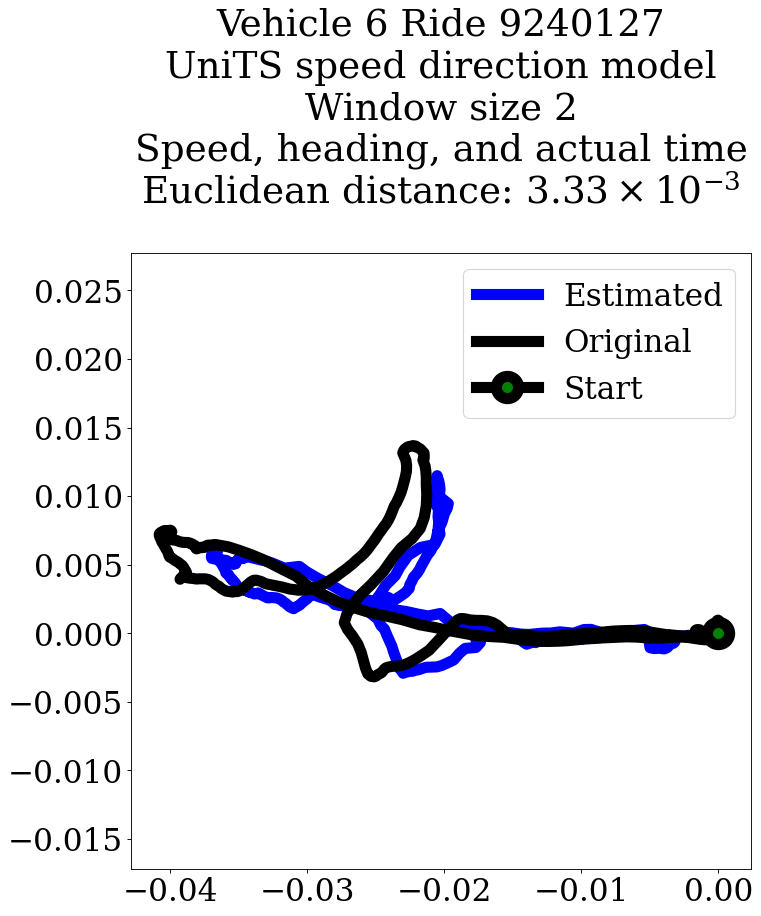 Vehicle 6 Ride 9240127
UniTS speed direction model
Window size 2
Speed, heading, and actual time
Euclidean distance: 3.33 × 10⁻³
Estimated
Original
Start
0.025
0.020
0.015
0.010
0.005
0.000
−0.005
−0.010
−0.015
−0.04 −0.03 −0.02 −0.01 0.00